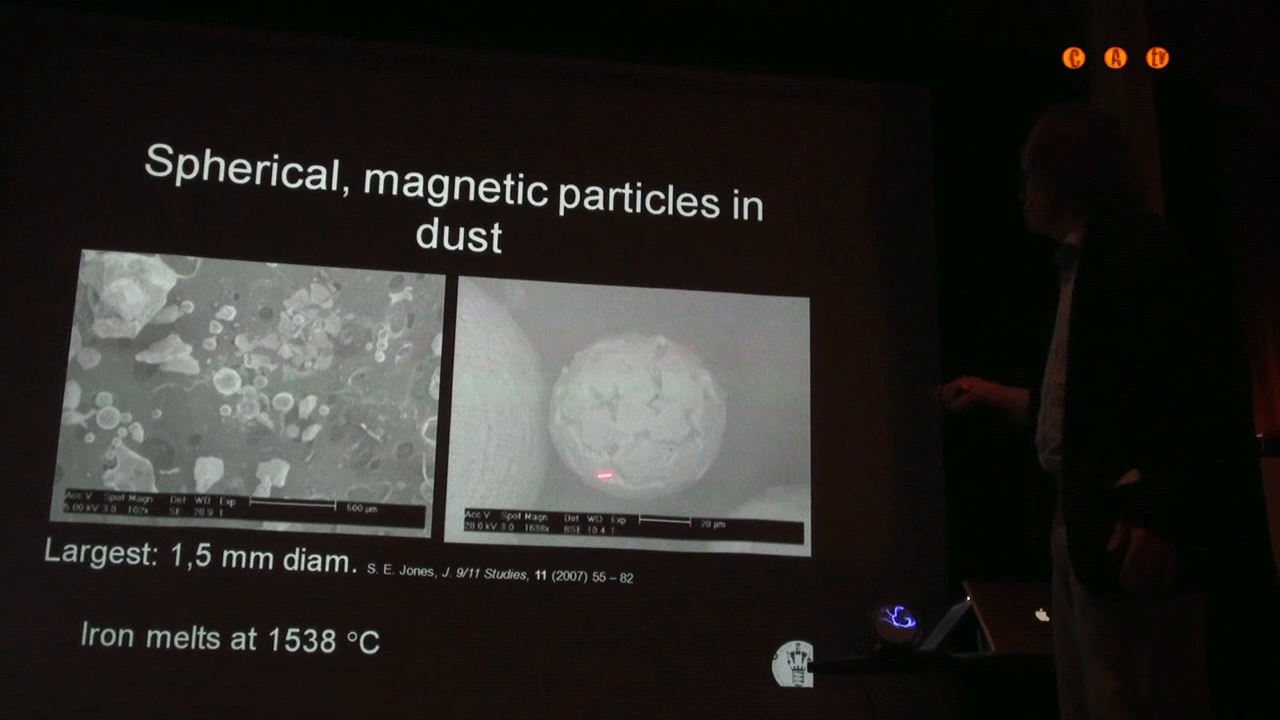 C A tv
Spherical, magnetic particles in
dust
Acc V Spot Magn Det WD Exp 500 µm
5.00 kV 3.0 102x SE 20.9 1
Acc V Spot Magn Det WD Exp 20 µm
20.0 kV 3.0 1638x BSE 10.4 1
Largest: 1,5 mm diam. S. E. Jones, J. 9/11 Studies, 11 (2007) 55 – 82
Iron melts at 1538 °C